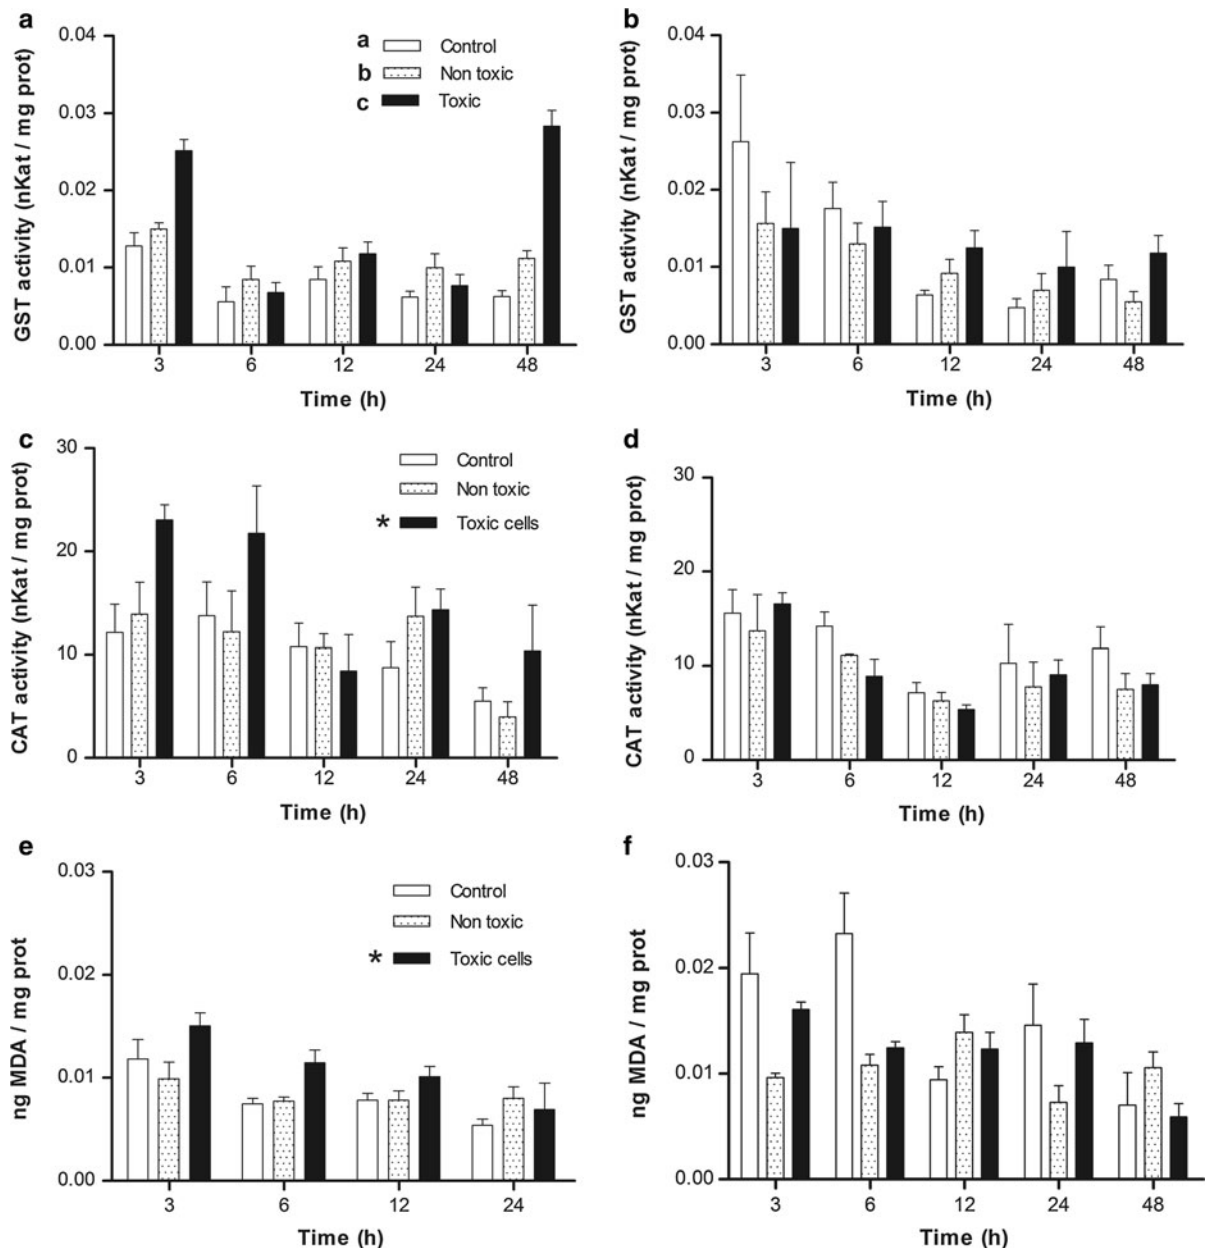 a
GST activity (nKat / mg prot)
0.04
0.03
0.02
0.01
0.00
a Control
b Non toxic
c Toxic
3 6 12 24 48
Time (h)
b
GST activity (nKat / mg prot)
0.04
0.03
0.02
0.01
0.00
3 6 12 24 48
Time (h)
c
CAT activity (nKat / mg prot)
30
20
10
0
Control
Non toxic
* Toxic cells
3 6 12 24 48
Time (h)
d
CAT activity (nKat / mg prot)
30
20
10
0
3 6 12 24 48
Time (h)
e
ng MDA / mg prot
0.03
0.02
0.01
0.00
Control
Non toxic
* Toxic cells
3 6 12 24
Time (h)
f
ng MDA / mg prot
0.03
0.02
0.01
0.00
3 6 12 24 48
Time (h)